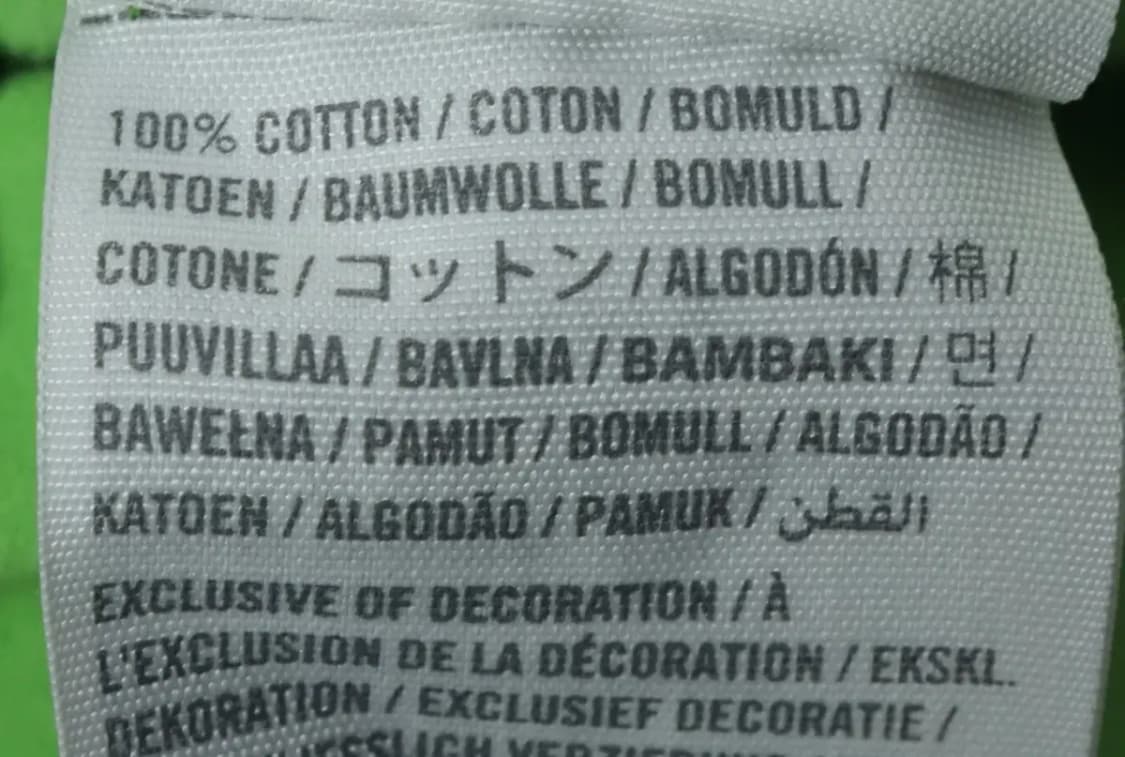 100% COTTON / COTON / BOMULD /
KATOEN / BAUMWOLLE / BOMULL /
COTONE / コットン / ALGODÓN / 棉 /
PUUVILLAA / BAVLNA / BAMBAKI / 면 /
BAWEŁNA / PAMUT / BOMULL / ALGODÃO /
KATOEN / ALGODÃO / PAMUK / القطن
EXCLUSIVE OF DECORATION / À
L'EXCLUSION DE LA DÉCORATION / EKSKL.
DEKORATION / EXCLUSIEF DECORATIE /